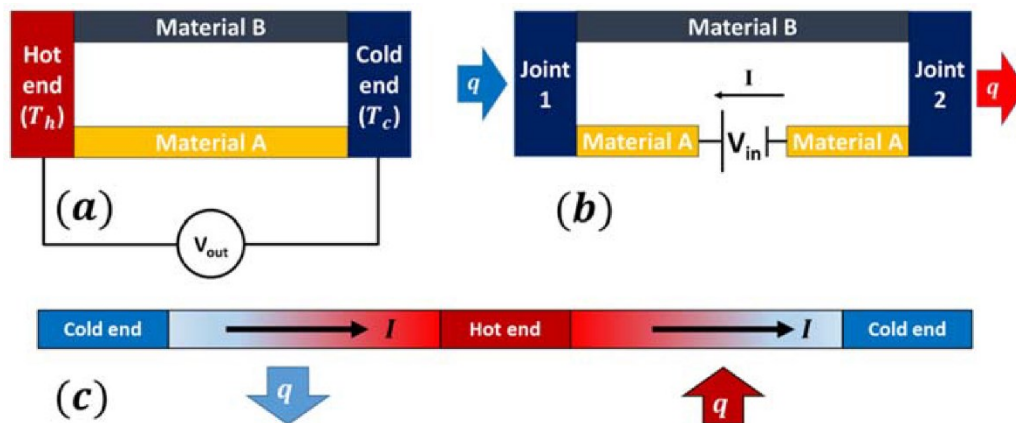 Material B
Hot
end
(T_h)
Cold
end
(T_c)
Material A
V_out
(a)
Material B
q
Joint
1
I
Joint
2
q
Material A
V_in
Material A
(b)
Cold end
I
Hot end
I
Cold end
q
q
(c)